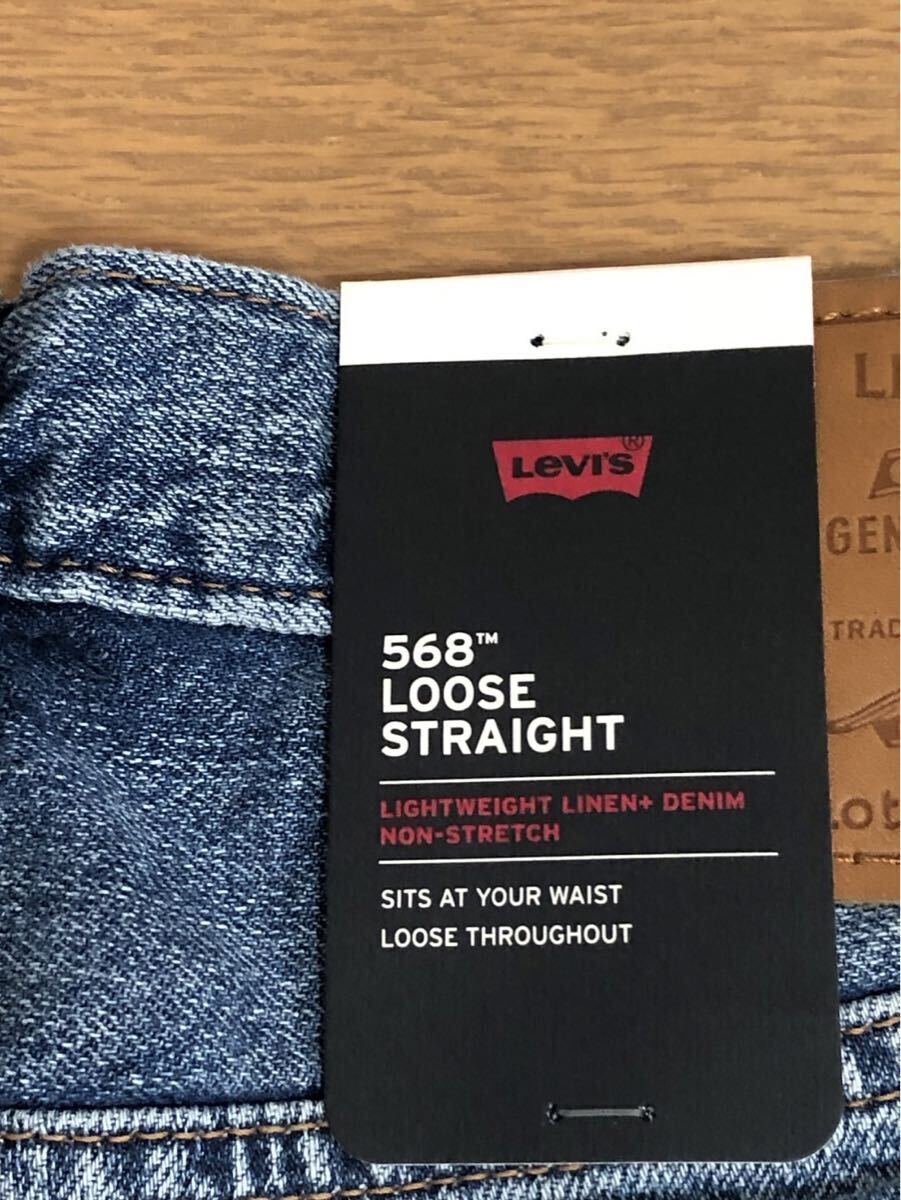 Levi's®
568™
LOOSE
STRAIGHT
LIGHTWEIGHT LINEN+ DENIM
NON-STRETCH
SITS AT YOUR WAIST
LOOSE THROUGHOUT